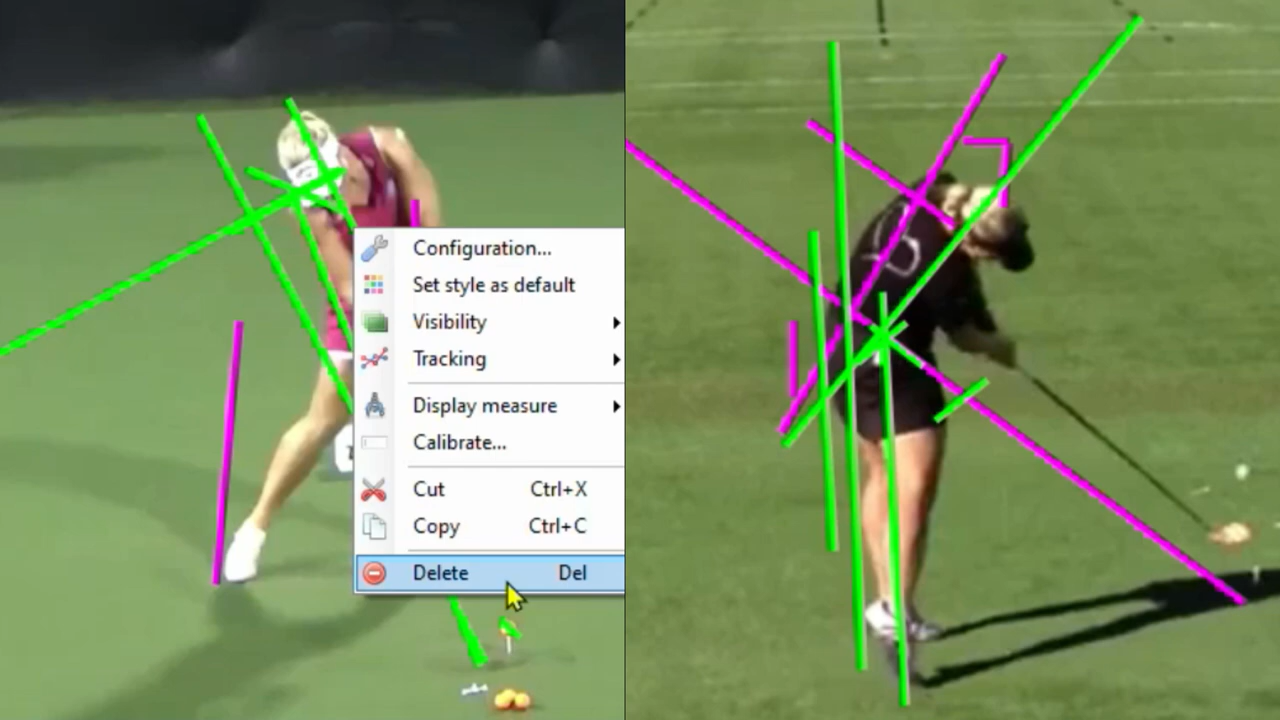 Configuration...
Set style as default
Visibility
Tracking
Display measure
Calibrate...
Cut Ctrl+X
Copy Ctrl+C
Delete Del